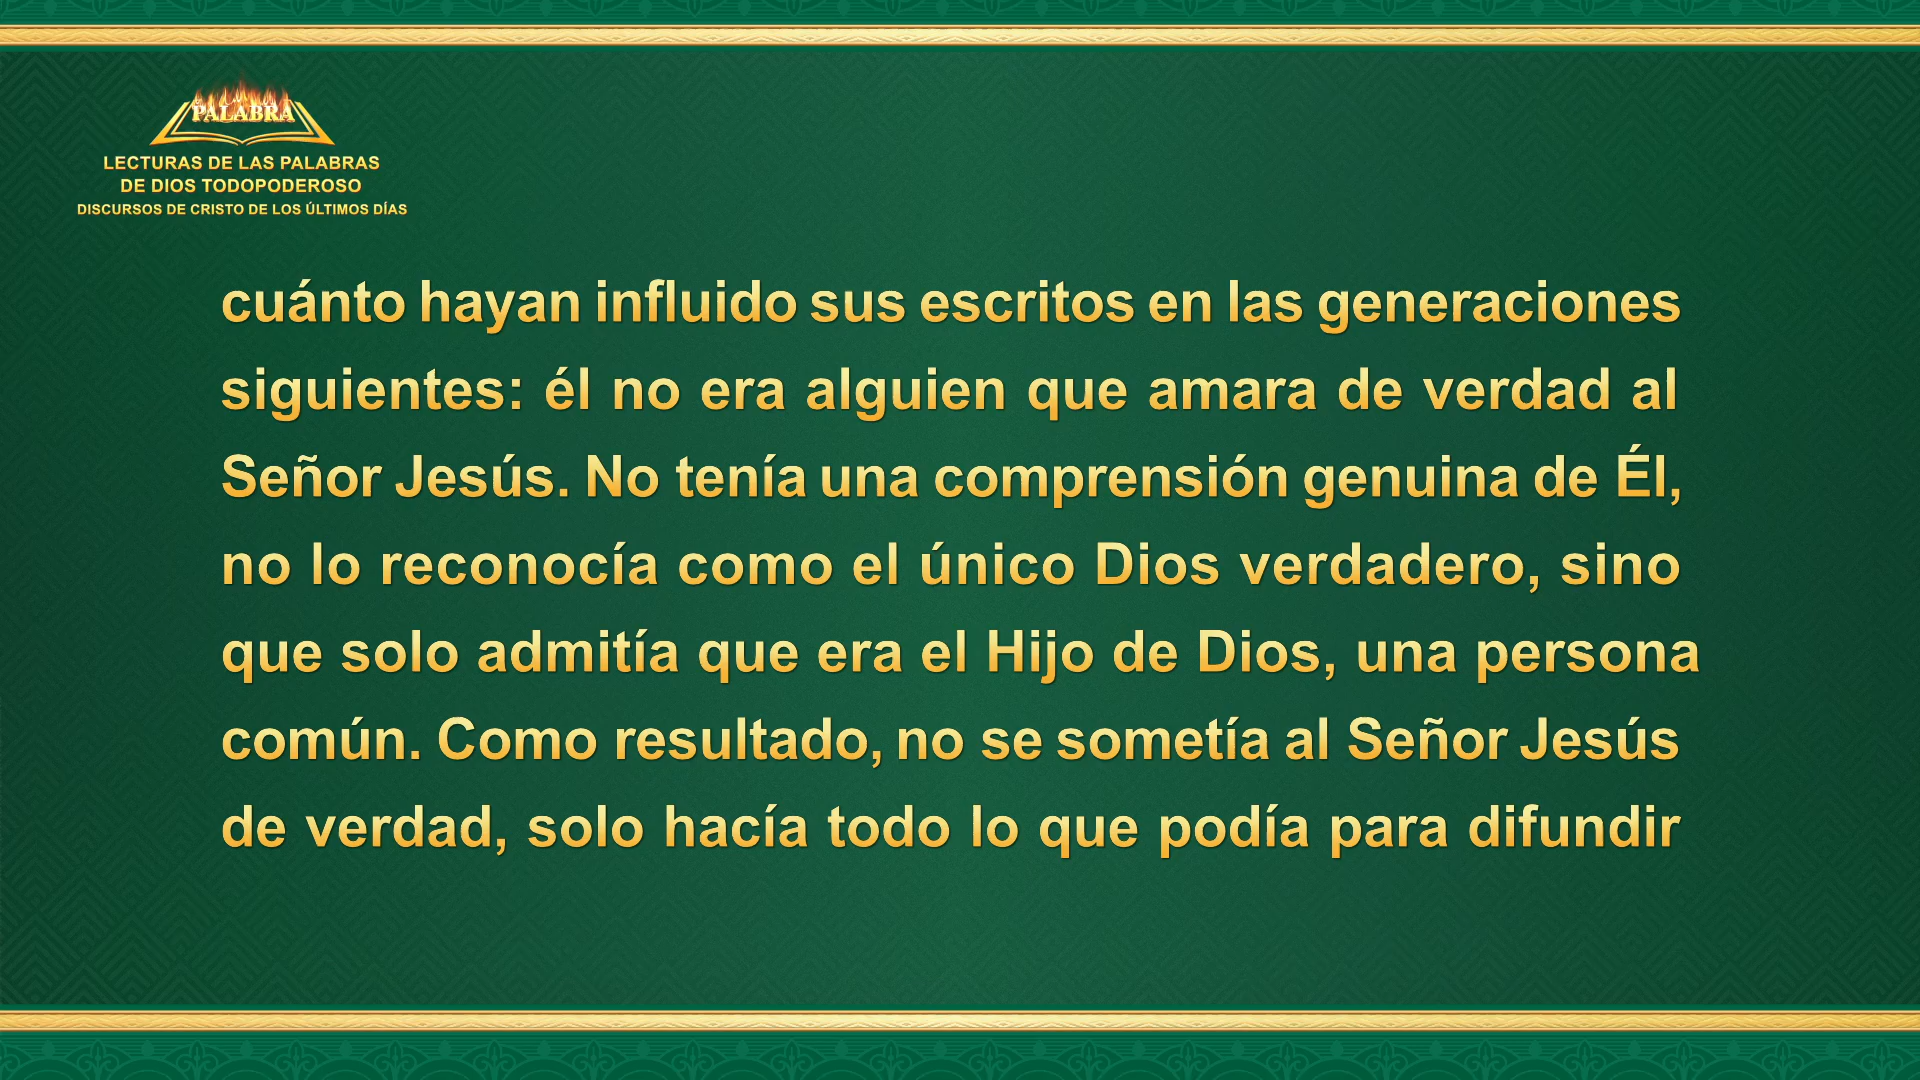 PALABRA
LECTURAS DE LAS PALABRAS
DE DIOS TODOPODEROSO
DISCURSOS DE CRISTO DE LOS ÚLTIMOS DÍAS
cuánto hayan influido sus escritos en las generaciones
siguientes: él no era alguien que amara de verdad al
Señor Jesús. No tenía una comprensión genuina de Él,
no lo reconocía como el único Dios verdadero, sino
que solo admitía que era el Hijo de Dios, una persona
común. Como resultado, no se sometía al Señor Jesús
de verdad, solo hacía todo lo que podía para difundir